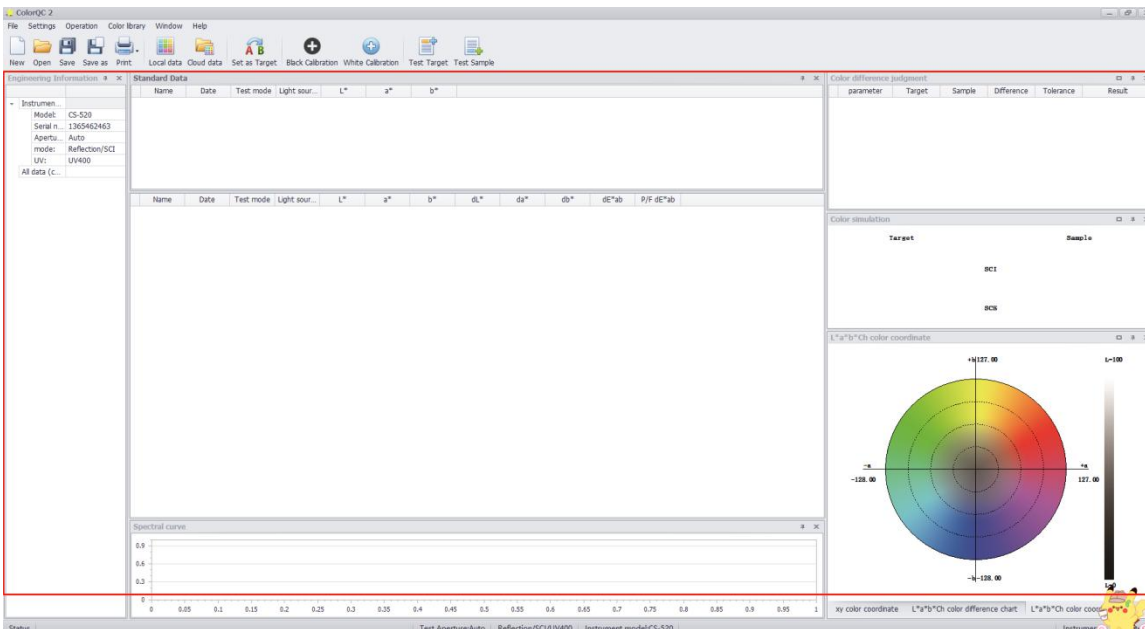 ColorQC 2
File Settings Operation Color library Window Help
New Open Save Save as Print Local data Cloud data Set as Target Black Calibration White Calibration Test Target Test Sample
Engineering Information
Instrumen...
Model: CS-520
Serial n... 1365462463
Apertu... Auto
mode: Reflection/SCI
UV: UV400
All data (c...
Standard Data
Name Date Test mode Light sour... L* a* b*
Name Date Test mode Light sour... L* a* b* dL* da* db* dE*ab P/F dE*ab
Spectral curve
0.9
0.6
0.3
0
0 0.05 0.1 0.15 0.2 0.25 0.3 0.35 0.4 0.45 0.5 0.55 0.6 0.65 0.7 0.75 0.8 0.85 0.9 0.95 1
Color difference judgment
parameter Target Sample Difference Tolerance Result
Color simulation
Target Sample
SCI
SCE
L*a*b*Ch color coordinate
+b 127.00 L=100
-a +a
-128.00 127.00
-b -128.00 L=0
xy color coordinate L*a*b*Ch color difference chart L*a*b*Ch color coor
Status Test Aperture:Auto Reflection/SCI/UV400 Instrument model:CS-520